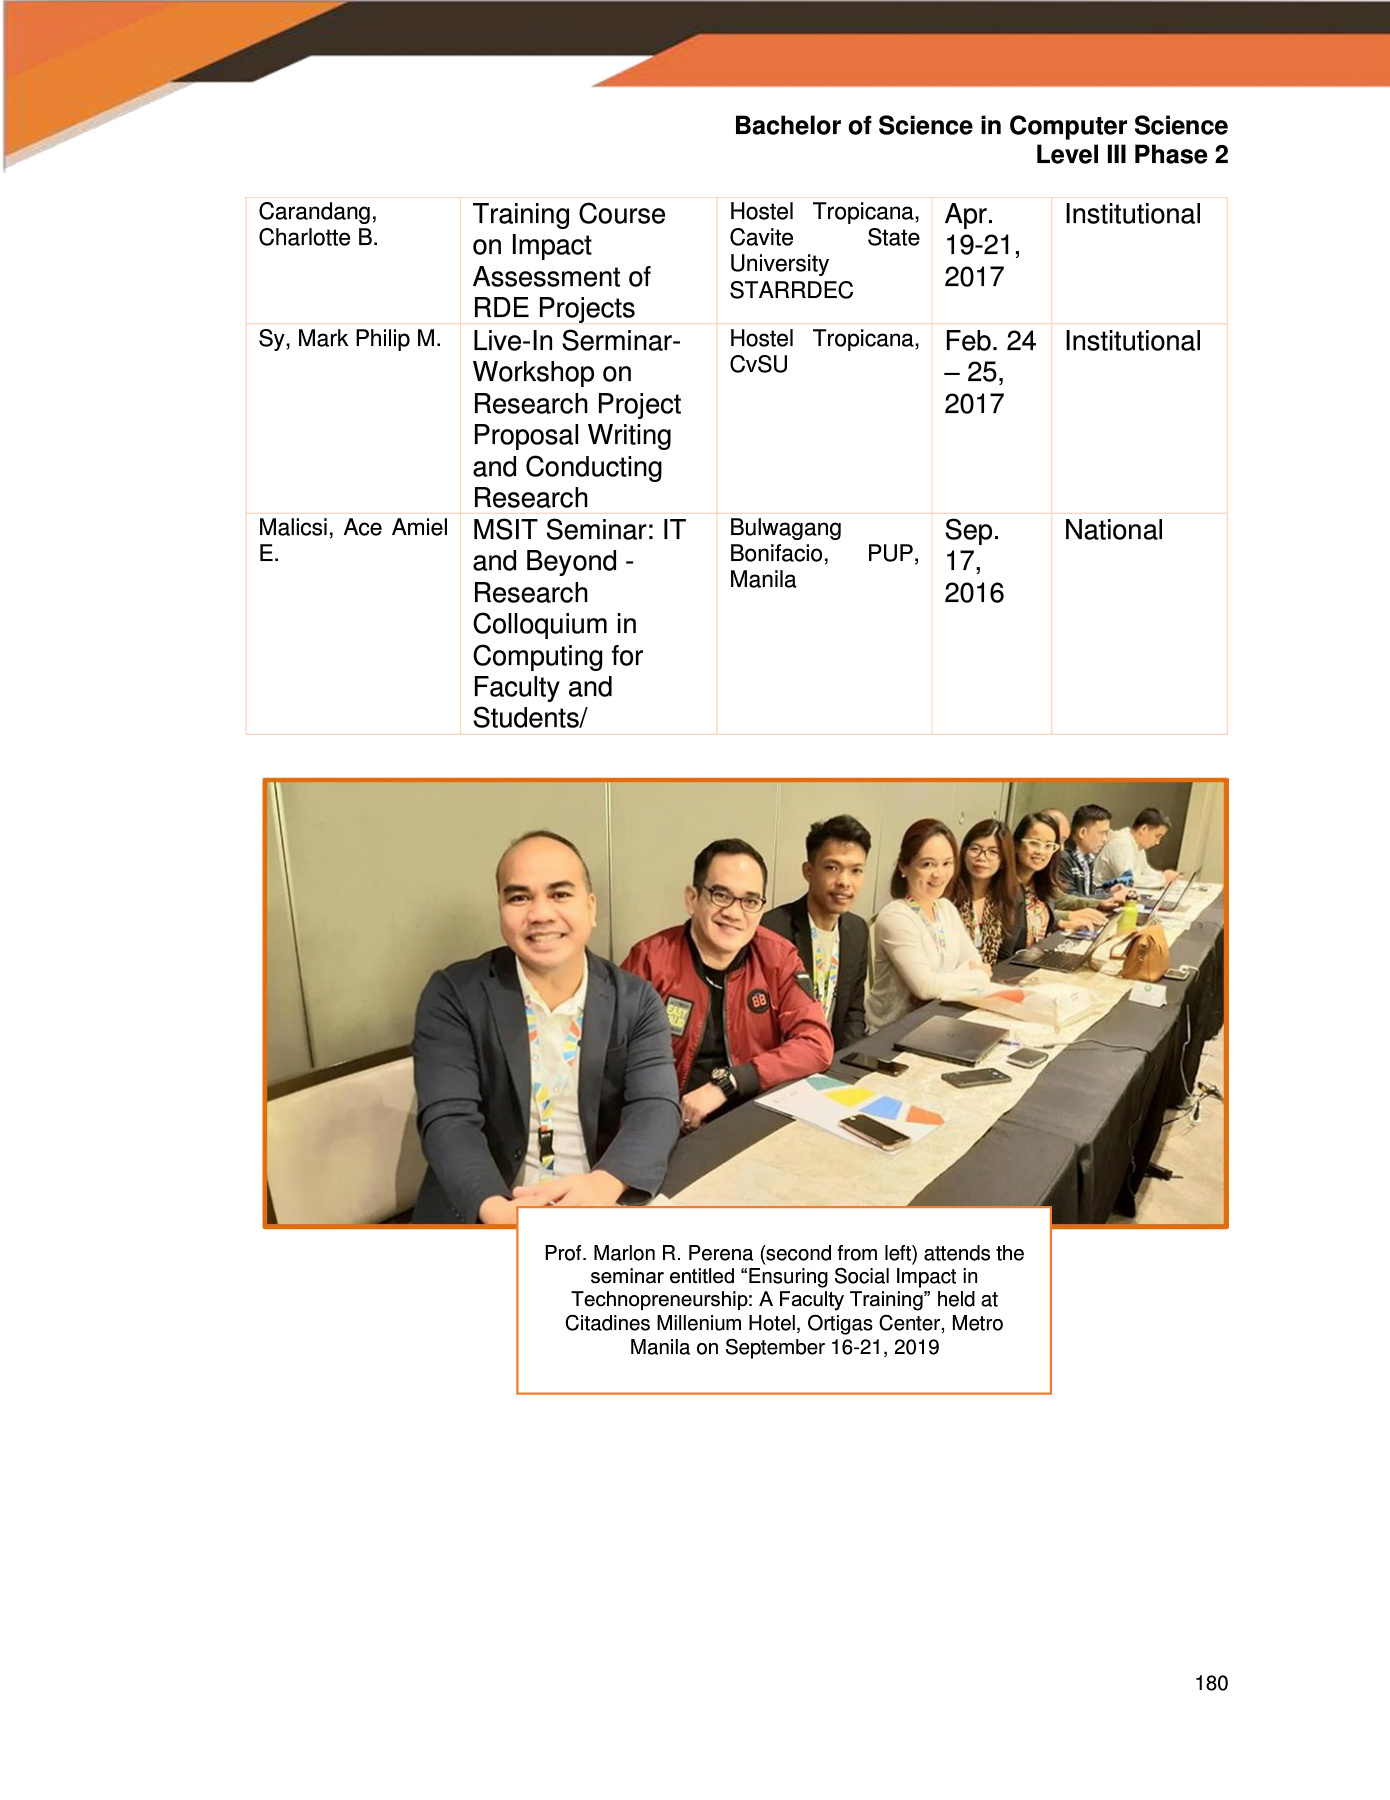 Bachelor of Science in Computer Science
Level III Phase 2
Carandang,
Charlotte B.
Training Course
on Impact
Assessment of
RDE Projects
Hostel Tropicana,
Cavite State
University
STARRDEC
Apr.
19-21,
2017
Institutional
Sy, Mark Philip M.
Live-In Serminar-
Workshop on
Research Project
Proposal Writing
and Conducting
Research
Hostel Tropicana,
CvSU
Feb. 24
– 25,
2017
Institutional
Malicsi, Ace Amiel
E.
MSIT Seminar: IT
and Beyond -
Research
Colloquium in
Computing for
Faculty and
Students/
Bulwagang
Bonifacio, PUP,
Manila
Sep.
17,
2016
National
BB
EASY
Prof. Marlon R. Perena (second from left) attends the
seminar entitled “Ensuring Social Impact in
Technopreneurship: A Faculty Training” held at
Citadines Millenium Hotel, Ortigas Center, Metro
Manila on September 16-21, 2019
180